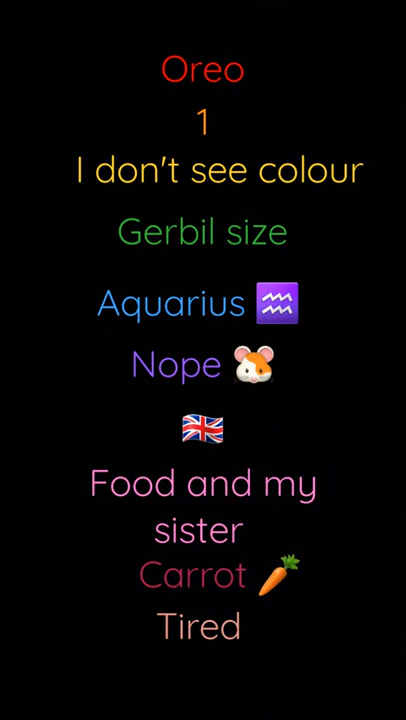 Oreo
1
I don't see colour
Gerbil size
Aquarius ♒
Nope 🐹
🇬🇧
Food and my
sister
Carrot 🥕
Tired